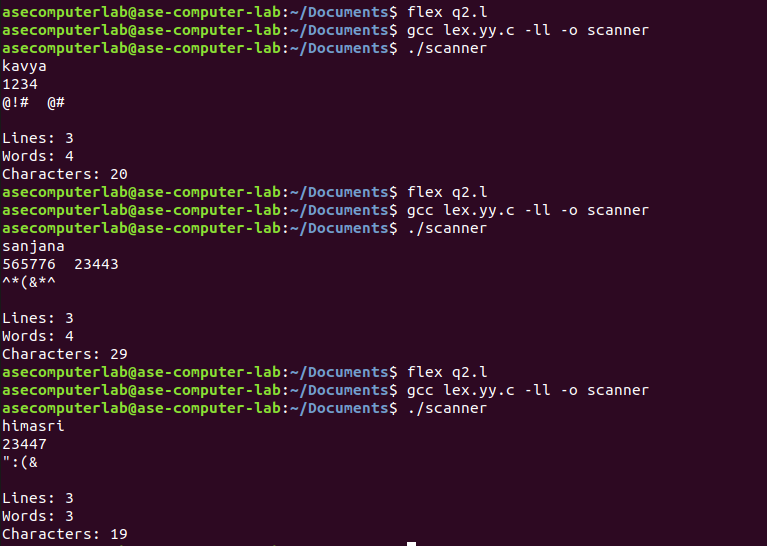 asecomputerlab@ase-computer-lab:~/Documents$ flex q2.l
asecomputerlab@ase-computer-lab:~/Documents$ gcc lex.yy.c -ll -o scanner
asecomputerlab@ase-computer-lab:~/Documents$ ./scanner
kavya
1234
@!#  @#

Lines: 3
Words: 4
Characters: 20
asecomputerlab@ase-computer-lab:~/Documents$ flex q2.l
asecomputerlab@ase-computer-lab:~/Documents$ gcc lex.yy.c -ll -o scanner
asecomputerlab@ase-computer-lab:~/Documents$ ./scanner
sanjana
565776  23443
^*(&*^

Lines: 3
Words: 4
Characters: 29
asecomputerlab@ase-computer-lab:~/Documents$ flex q2.l
asecomputerlab@ase-computer-lab:~/Documents$ gcc lex.yy.c -ll -o scanner
asecomputerlab@ase-computer-lab:~/Documents$ ./scanner
himasri
23447
":(&

Lines: 3
Words: 3
Characters: 19